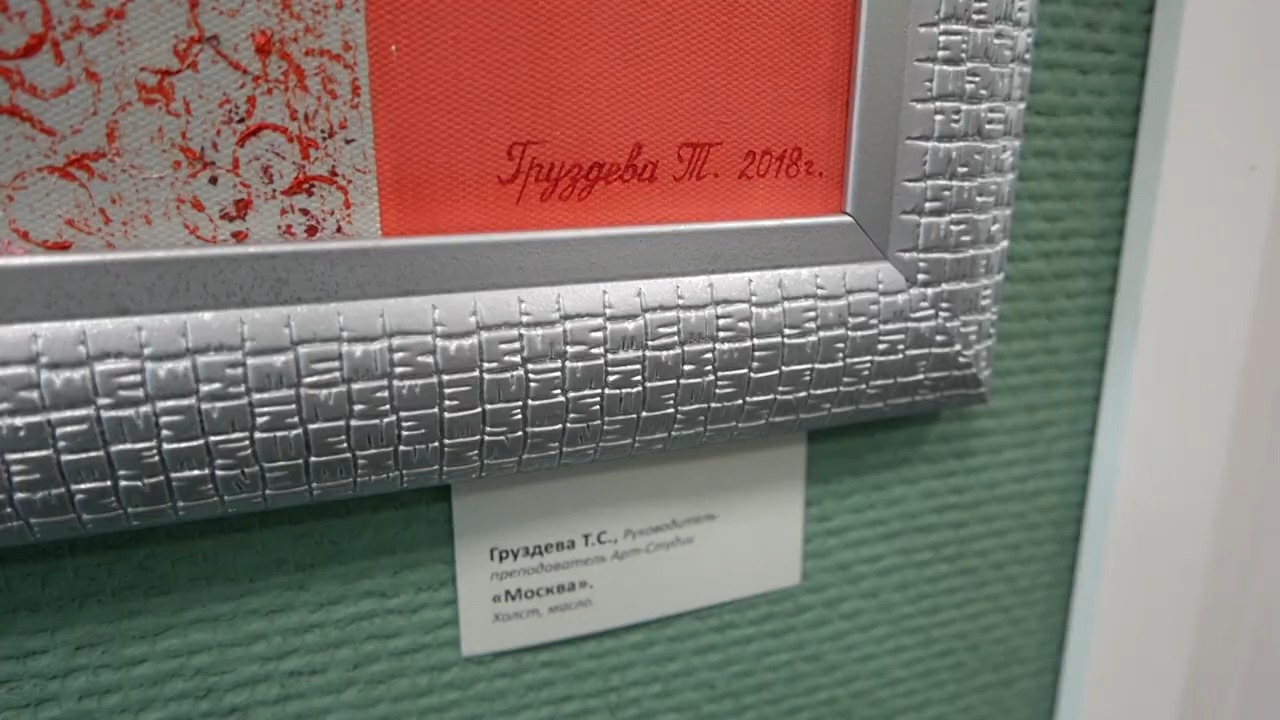 Груздева Т. 2018г.
Груздева Т.С., Руководитель-
преподователь Арт-Студии
«Москва».
Холст, масло.